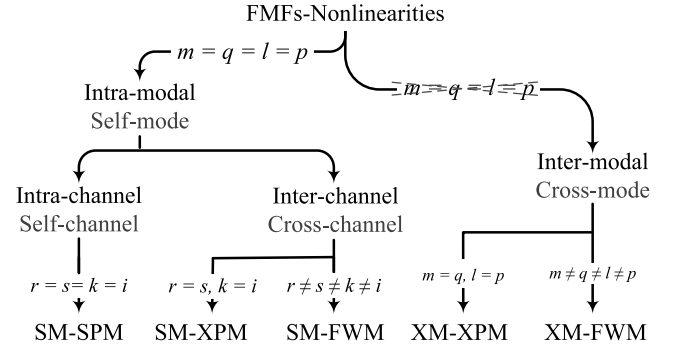 FMFs-Nonlinearities
m = q = l = p
m = q = l = p
Intra-modal
Self-mode
Inter-modal
Cross-mode
Intra-channel
Self-channel
Inter-channel
Cross-channel
r = s= k = i
r = s, k = i
r ≠ s ≠ k ≠ i
m = q, l = p
m ≠ q ≠ l ≠ p
SM-SPM
SM-XPM
SM-FWM
XM-XPM
XM-FWM